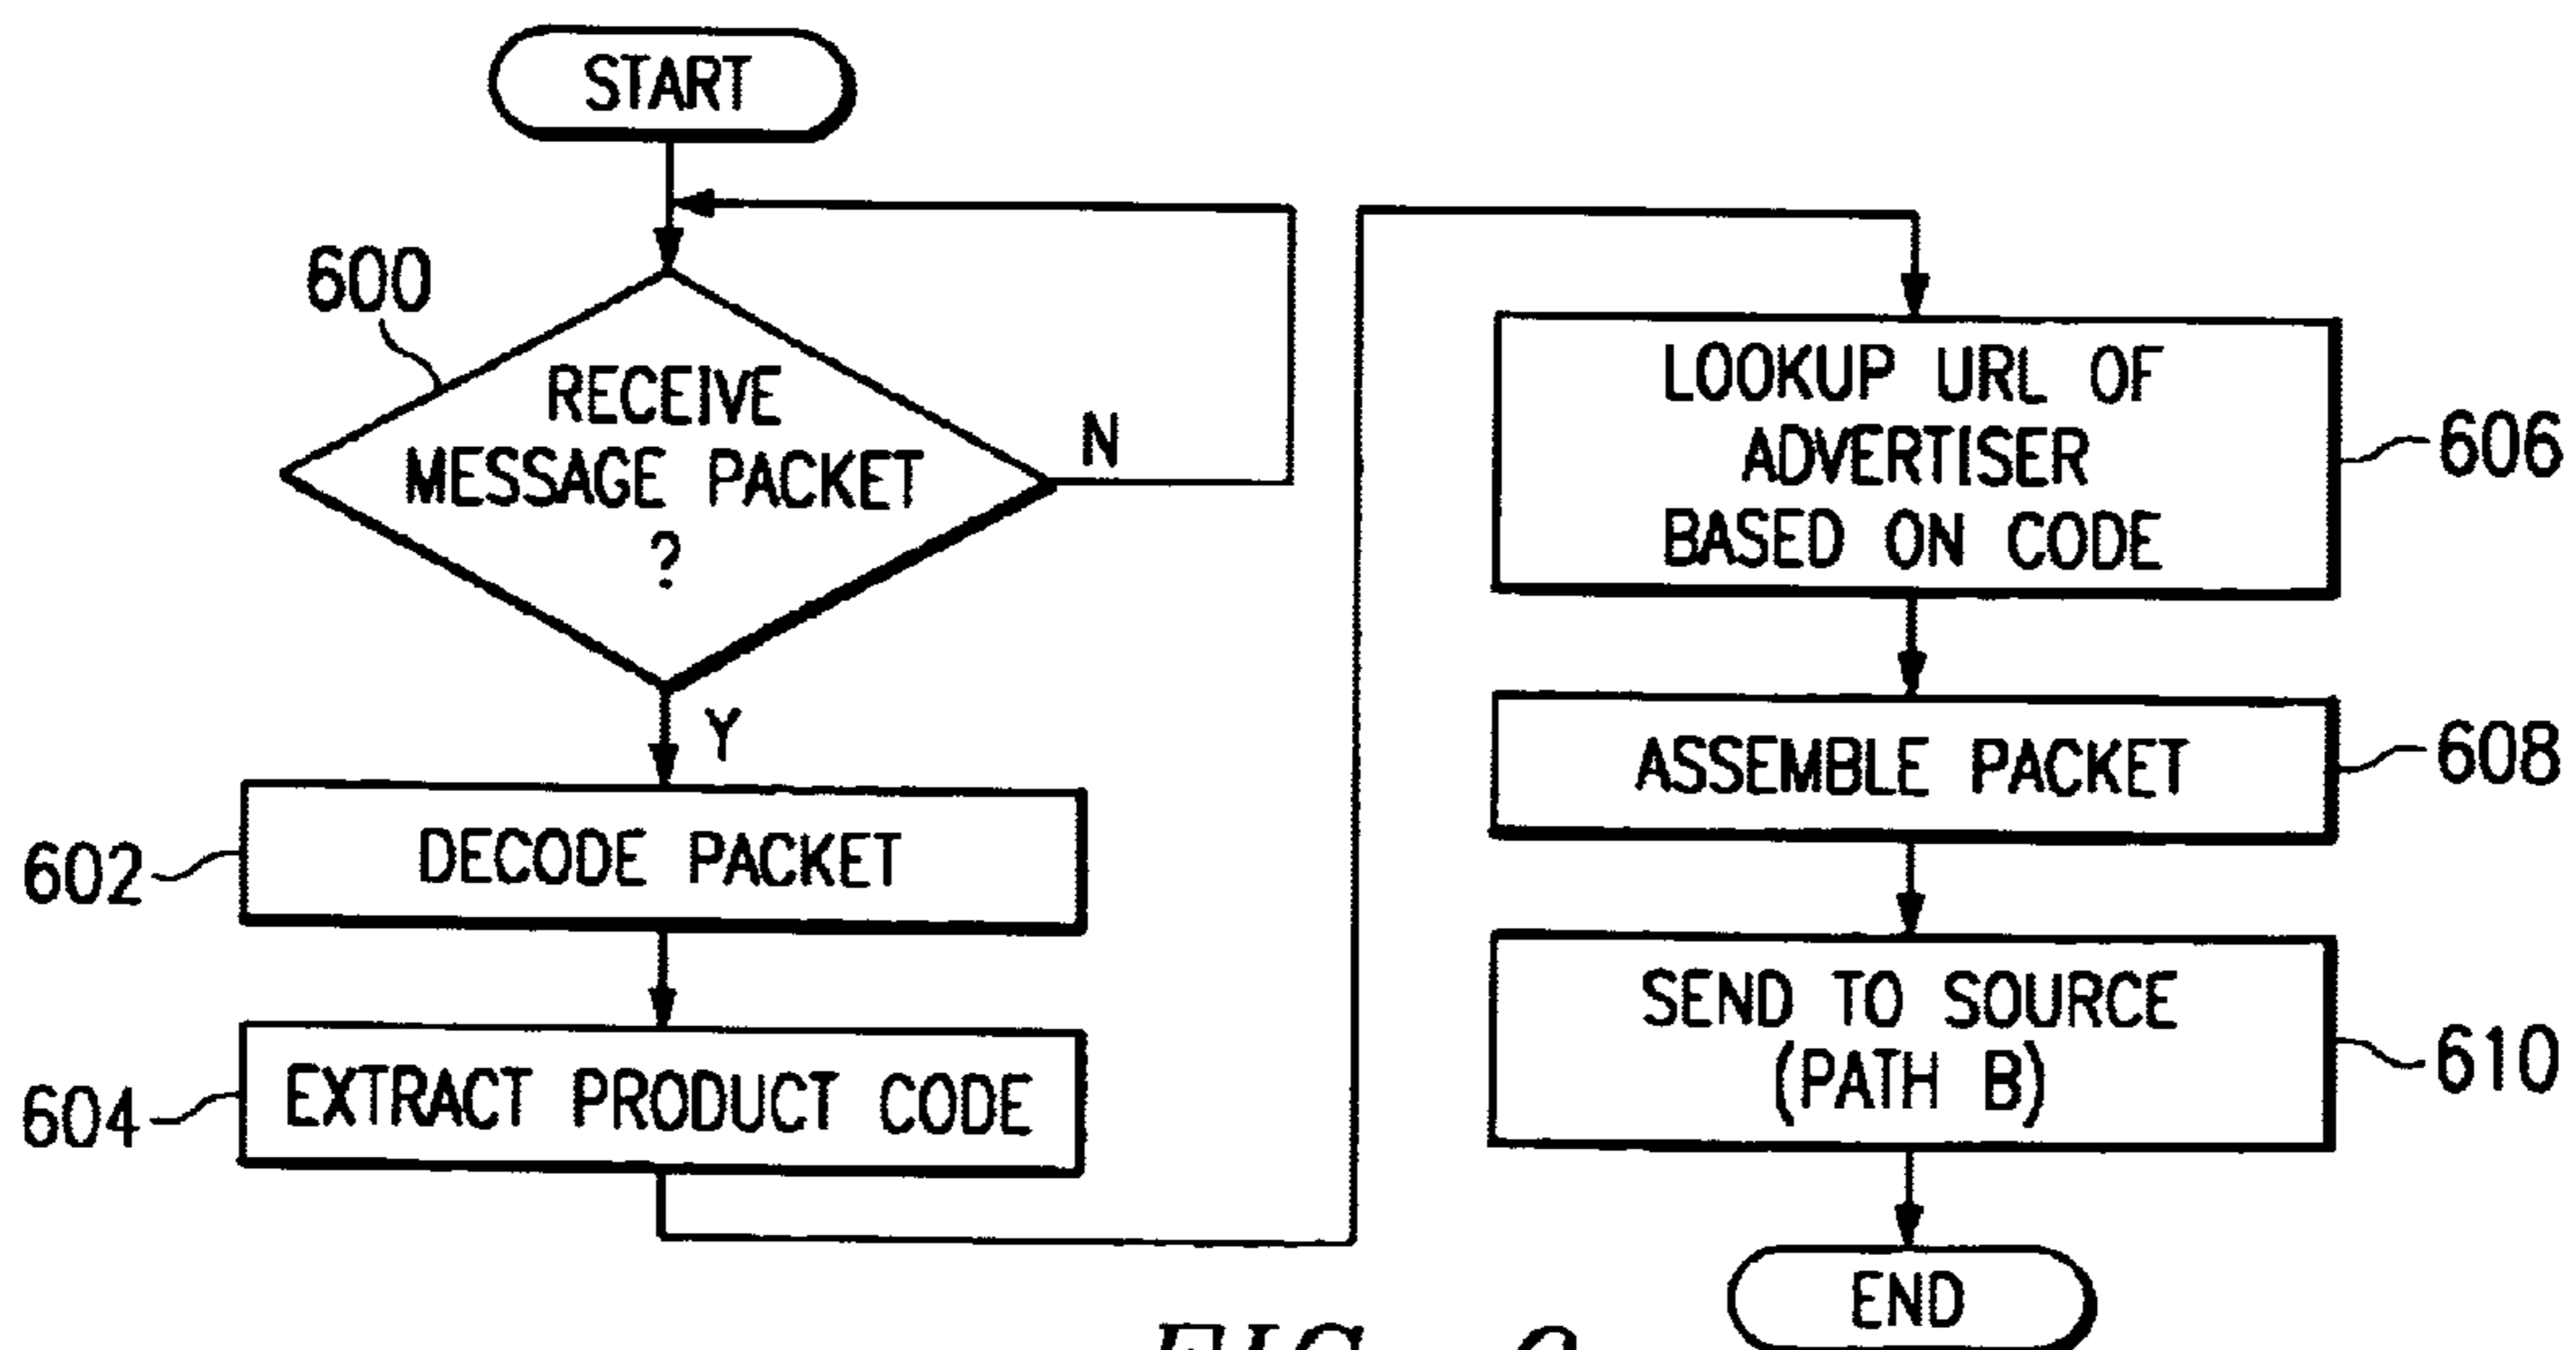 START
600
RECEIVE
MESSAGE PACKET
?
N
Y
DECODE PACKET
602
EXTRACT PRODUCT CODE
604
LOOKUP URL OF
ADVERTISER
BASED ON CODE
606
ASSEMBLE PACKET
608
SEND TO SOURCE
(PATH B)
610
END